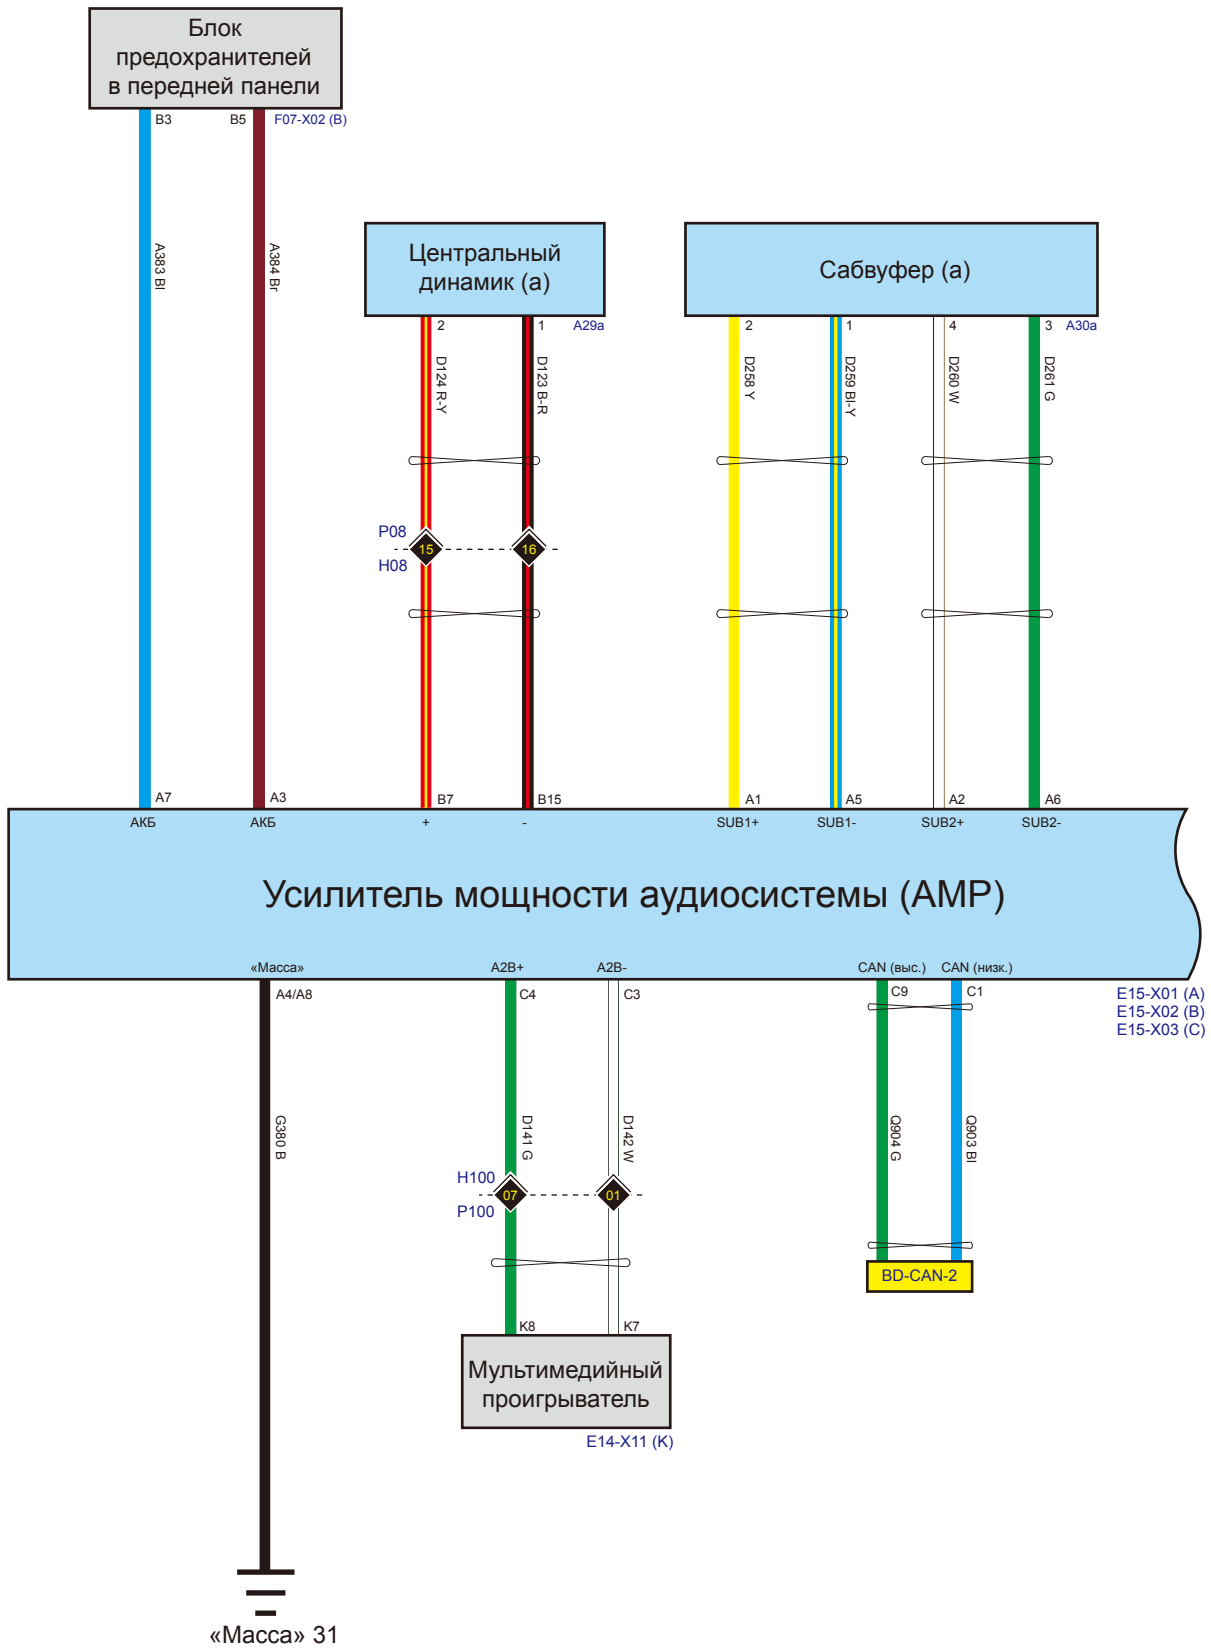 Блок
предохранителей
в передней панели
B3
B5
F07-X02 (B)
A383 Bl
A384 Br
Центральный
динамик (a)
2
1
A29a
D124 R-Y
D123 B-R
Сабвуфер (a)
2
1
4
3
A30a
D258 Y
D259 Bl-Y
D260 W
D261 G
P08
H08
15
16
A7
A3
B7
B15
A1
A5
A2
A6
АКБ
АКБ
+
-
SUB1+
SUB1-
SUB2+
SUB2-
Усилитель мощности аудиосистемы (AMP)
«Масса»
A2B+
A2B-
CAN (выс.)
CAN (низк.)
A4/A8
C4
C3
C9
C1
E15-X01 (A)
E15-X02 (B)
E15-X03 (C)
G380 B
D141 G
D142 W
Q904 G
Q903 Bl
H100
P100
07
01
BD-CAN-2
K8
K7
Мультимедийный
проигрыватель
E14-X11 (K)
«Масса» 31